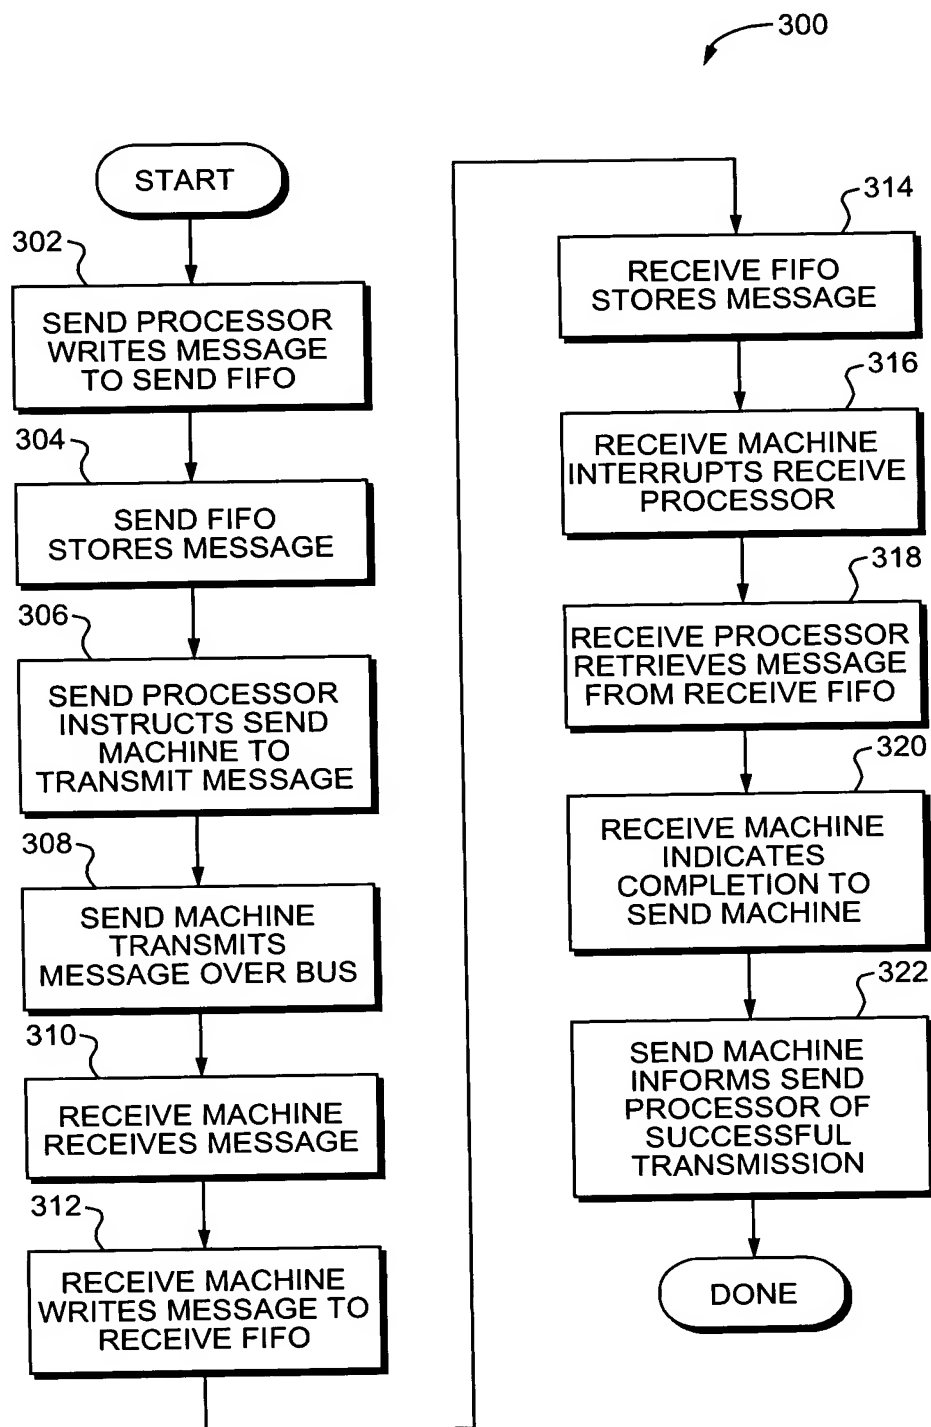 300
START
302
SEND PROCESSOR
WRITES MESSAGE
TO SEND FIFO
304
SEND FIFO
STORES MESSAGE
306
SEND PROCESSOR
INSTRUCTS SEND
MACHINE TO
TRANSMIT MESSAGE
308
SEND MACHINE
TRANSMITS
MESSAGE OVER BUS
310
RECEIVE MACHINE
RECEIVES MESSAGE
312
RECEIVE MACHINE
WRITES MESSAGE TO
RECEIVE FIFO
314
RECEIVE FIFO
STORES MESSAGE
316
RECEIVE MACHINE
INTERRUPTS RECEIVE
PROCESSOR
318
RECEIVE PROCESSOR
RETRIEVES MESSAGE
FROM RECEIVE FIFO
320
RECEIVE MACHINE
INDICATES
COMPLETION TO
SEND MACHINE
322
SEND MACHINE
INFORMS SEND
PROCESSOR OF
SUCCESSFUL
TRANSMISSION
DONE